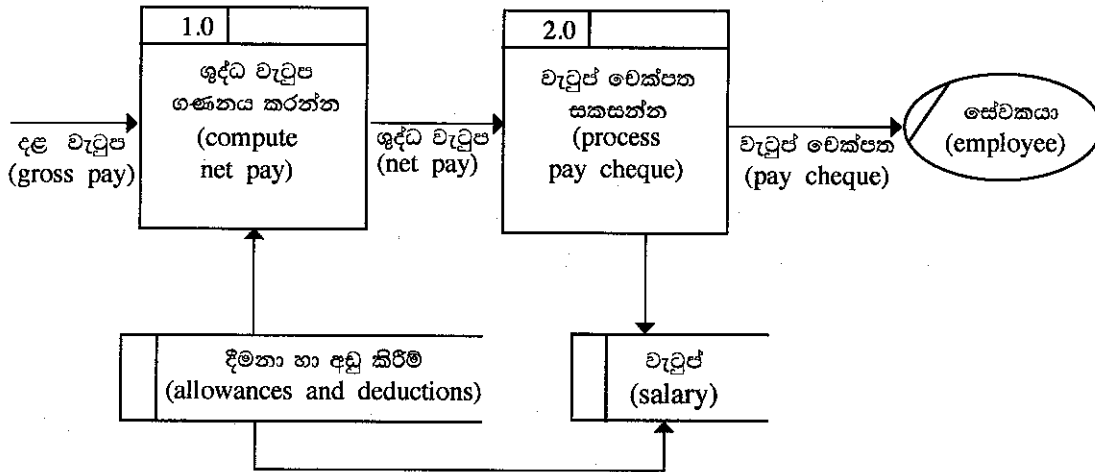 1.0
ශුද්ධ වැටුප
ගණනය කරන්න
(compute
net pay)
2.0
වැටුප් චෙක්පත
සකසන්න
(process
pay cheque)
සේවකයා
(employee)
දළ වැටුප
(gross pay)
ශුද්ධ වැටුප
(net pay)
වැටුප් චෙක්පත
(pay cheque)
දීමනා හා අඩු කිරීම්
(allowances and deductions)
වැටුප්
(salary)